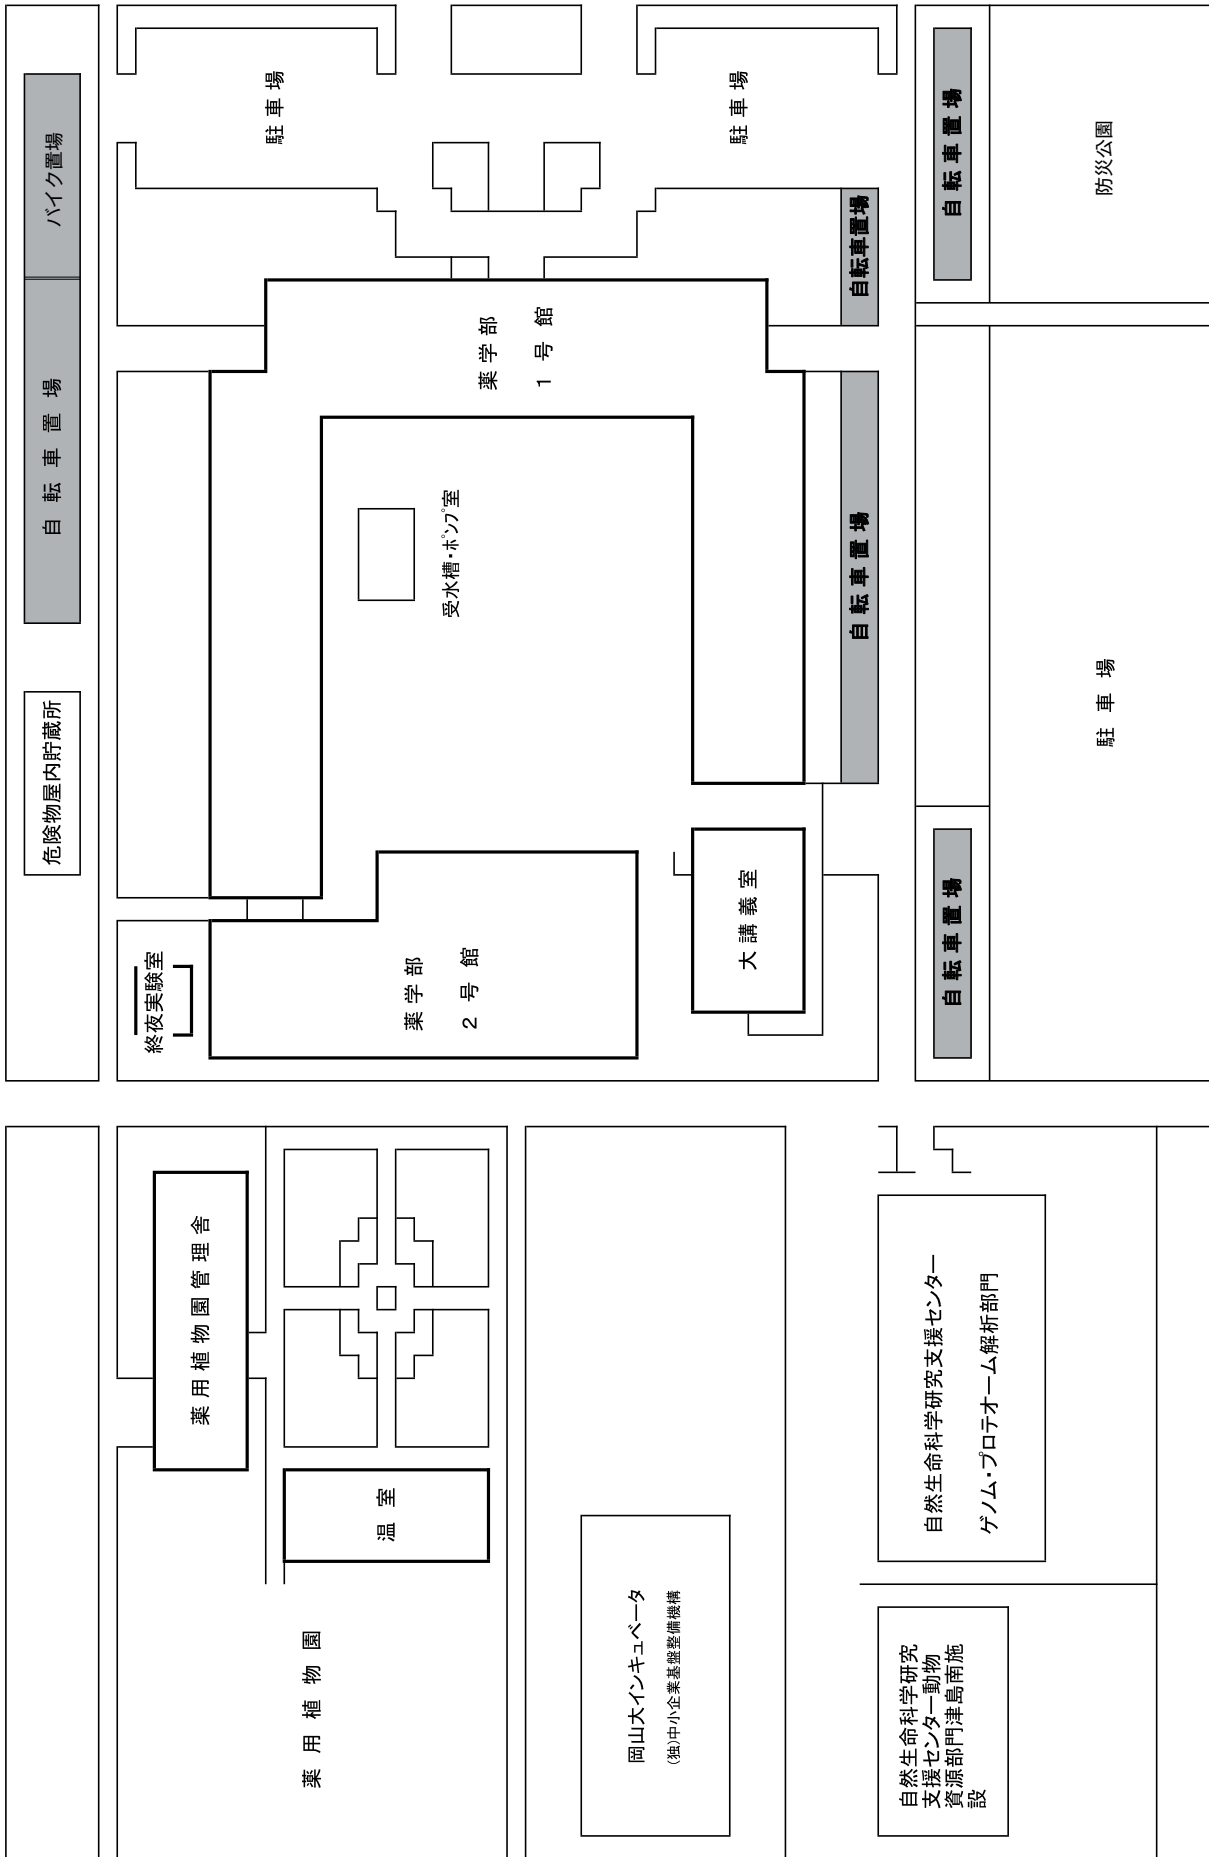 バイク置場
自転車置場
危険物屋内貯蔵所
駐車場
駐車場
自転車置場
防災公園
自転車置場
薬学部
1号館
受水槽・ポンプ室
自転車置場
駐車場
自転車置場
大講義室
薬学部
2号館
終夜実験室
薬用植物園管理舎
温室
薬用植物園
岡山大インキュベータ
(独)中小企業基盤整備機構
自然生命科学研究支援センター
ゲノム・プロテオーム解析部門
自然生命科学研究
支援センター動物
資源部門津島南施
設